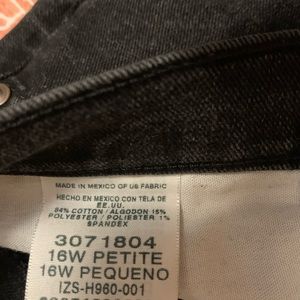 MADE IN MEXICO OF US FABRIC
HECHO EN MEXICO CON TELA DE
EE.UU.
84% COTTON / ALGODON 15%
POLYESTER / POLIESTER 1%
SPANDEX
3071804
16W PETITE
16W PEQUENO
IZS-H960-001